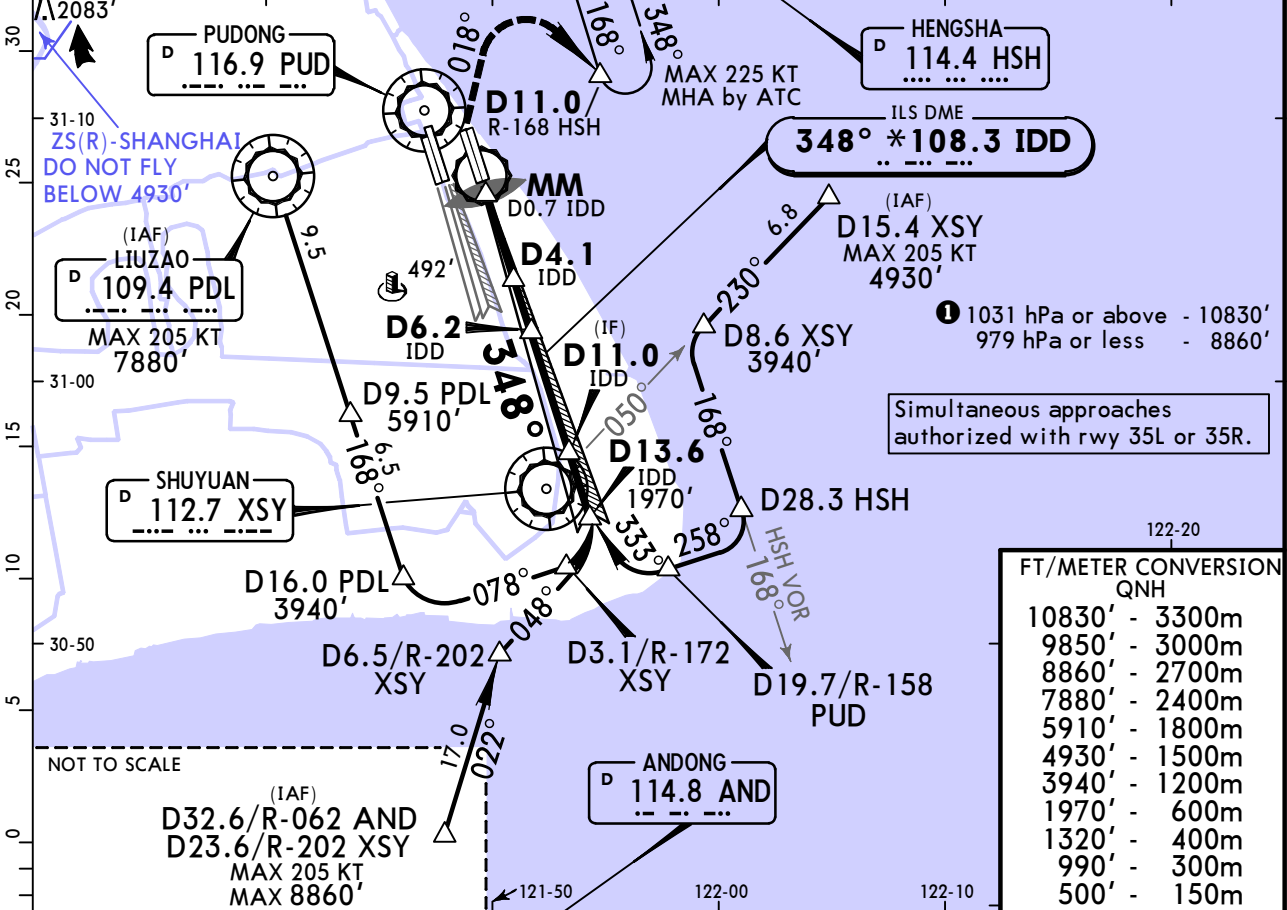 2083'
30
PUDONG
D 116.9 PUD
018°
168°
348°
MAX 225 KT
MHA by ATC
HENGSHA
D 114.4 HSH
D11.0/
R-168 HSH
ILS DME
348° *108.3 IDD
31-10
ZS(R)-SHANGHAI
DO NOT FLY
BELOW 4930'
25
MM
D0.7 IDD
(IAF)
D15.4 XSY
MAX 205 KT
4930'
6.8
230°
(IAF)
LIUZAO
D 109.4 PDL
MAX 205 KT
7880'
9.5
492'
D4.1
IDD
20
D6.2
IDD
(IF)
D11.0
IDD
D8.6 XSY
3940'
1 1031 hPa or above - 10830'
979 hPa or less - 8860'
31-00
348°
050°
D9.5 PDL
5910'
168°
Simultaneous approaches
authorized with rwy 35L or 35R.
15
6.5
168°
D13.6
IDD
1970'
SHUYUAN
D 112.7 XSY
D28.3 HSH
333°
258°
HSH VOR
168°
122-20
10
D16.0 PDL
3940'
078°
048°
30-50
D6.5/R-202
XSY
D3.1/R-172
XSY
D19.7/R-158
PUD
5
17.0
022°
NOT TO SCALE
(IAF)
D32.6/R-062 AND
D23.6/R-202 XSY
MAX 205 KT
MAX 8860'
0
ANDONG
D 114.8 AND
121-50
122-00
122-10
FT/METER CONVERSION
QNH
10830' - 3300m
9850' - 3000m
8860' - 2700m
7880' - 2400m
5910' - 1800m
4930' - 1500m
3940' - 1200m
1970' - 600m
1320' - 400m
990' - 300m
500' - 150m